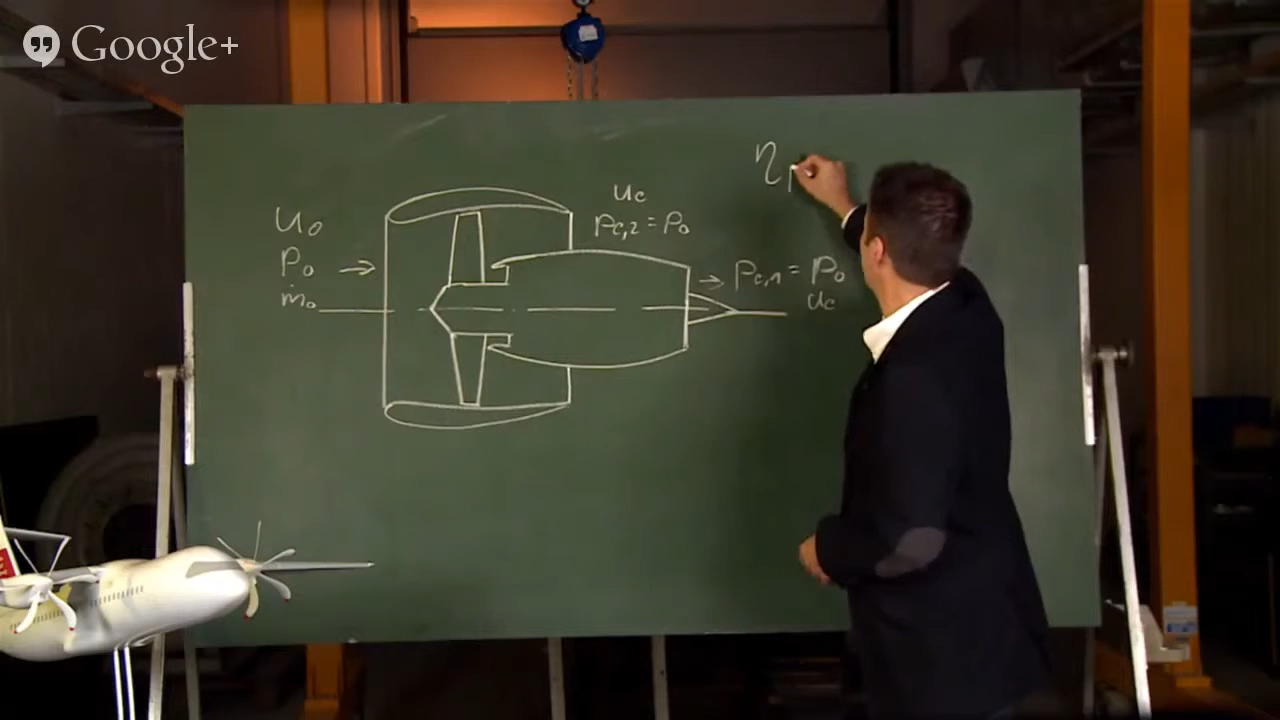 Google+
η p
u₀
p₀ →
ṁ₀
u_c
p_c,2 = p₀
→ p_c,1 = p₀
u_c